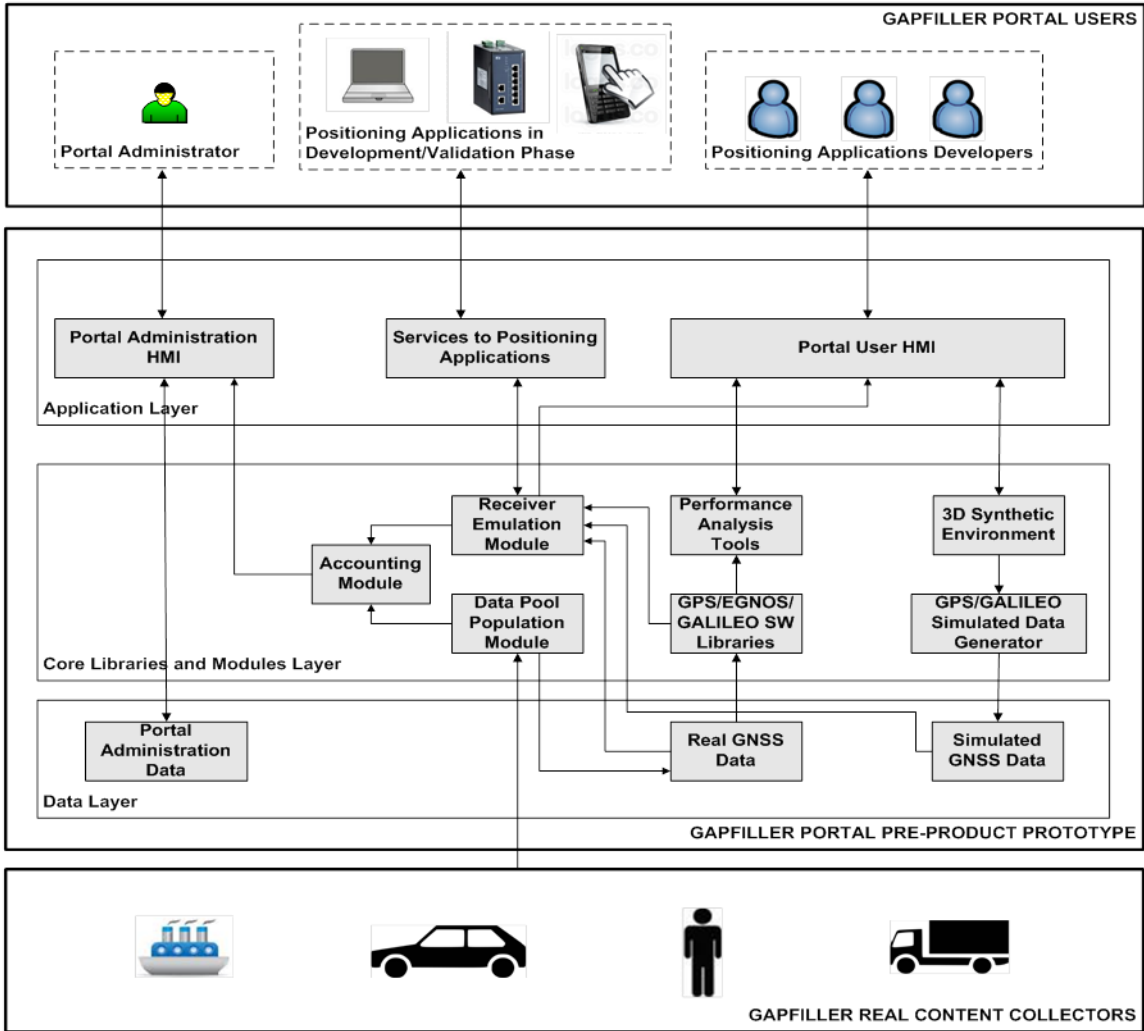 GAPFILLER PORTAL USERS
Portal Administrator
Positioning Applications in
Development/Validation Phase
Positioning Applications Developers
Portal Administration
HMI
Services to Positioning
Applications
Portal User HMI
Application Layer
Receiver
Emulation
Module
Performance
Analysis
Tools
3D Synthetic
Environment
Accounting
Module
Data Pool
Population
Module
GPS/EGNOS/
GALILEO SW
Libraries
GPS/GALILEO
Simulated Data
Generator
Core Libraries and Modules Layer
Portal
Administration
Data
Real GNSS
Data
Simulated
GNSS Data
Data Layer
GAPFILLER PORTAL PRE-PRODUCT PROTOTYPE
GAPFILLER REAL CONTENT COLLECTORS